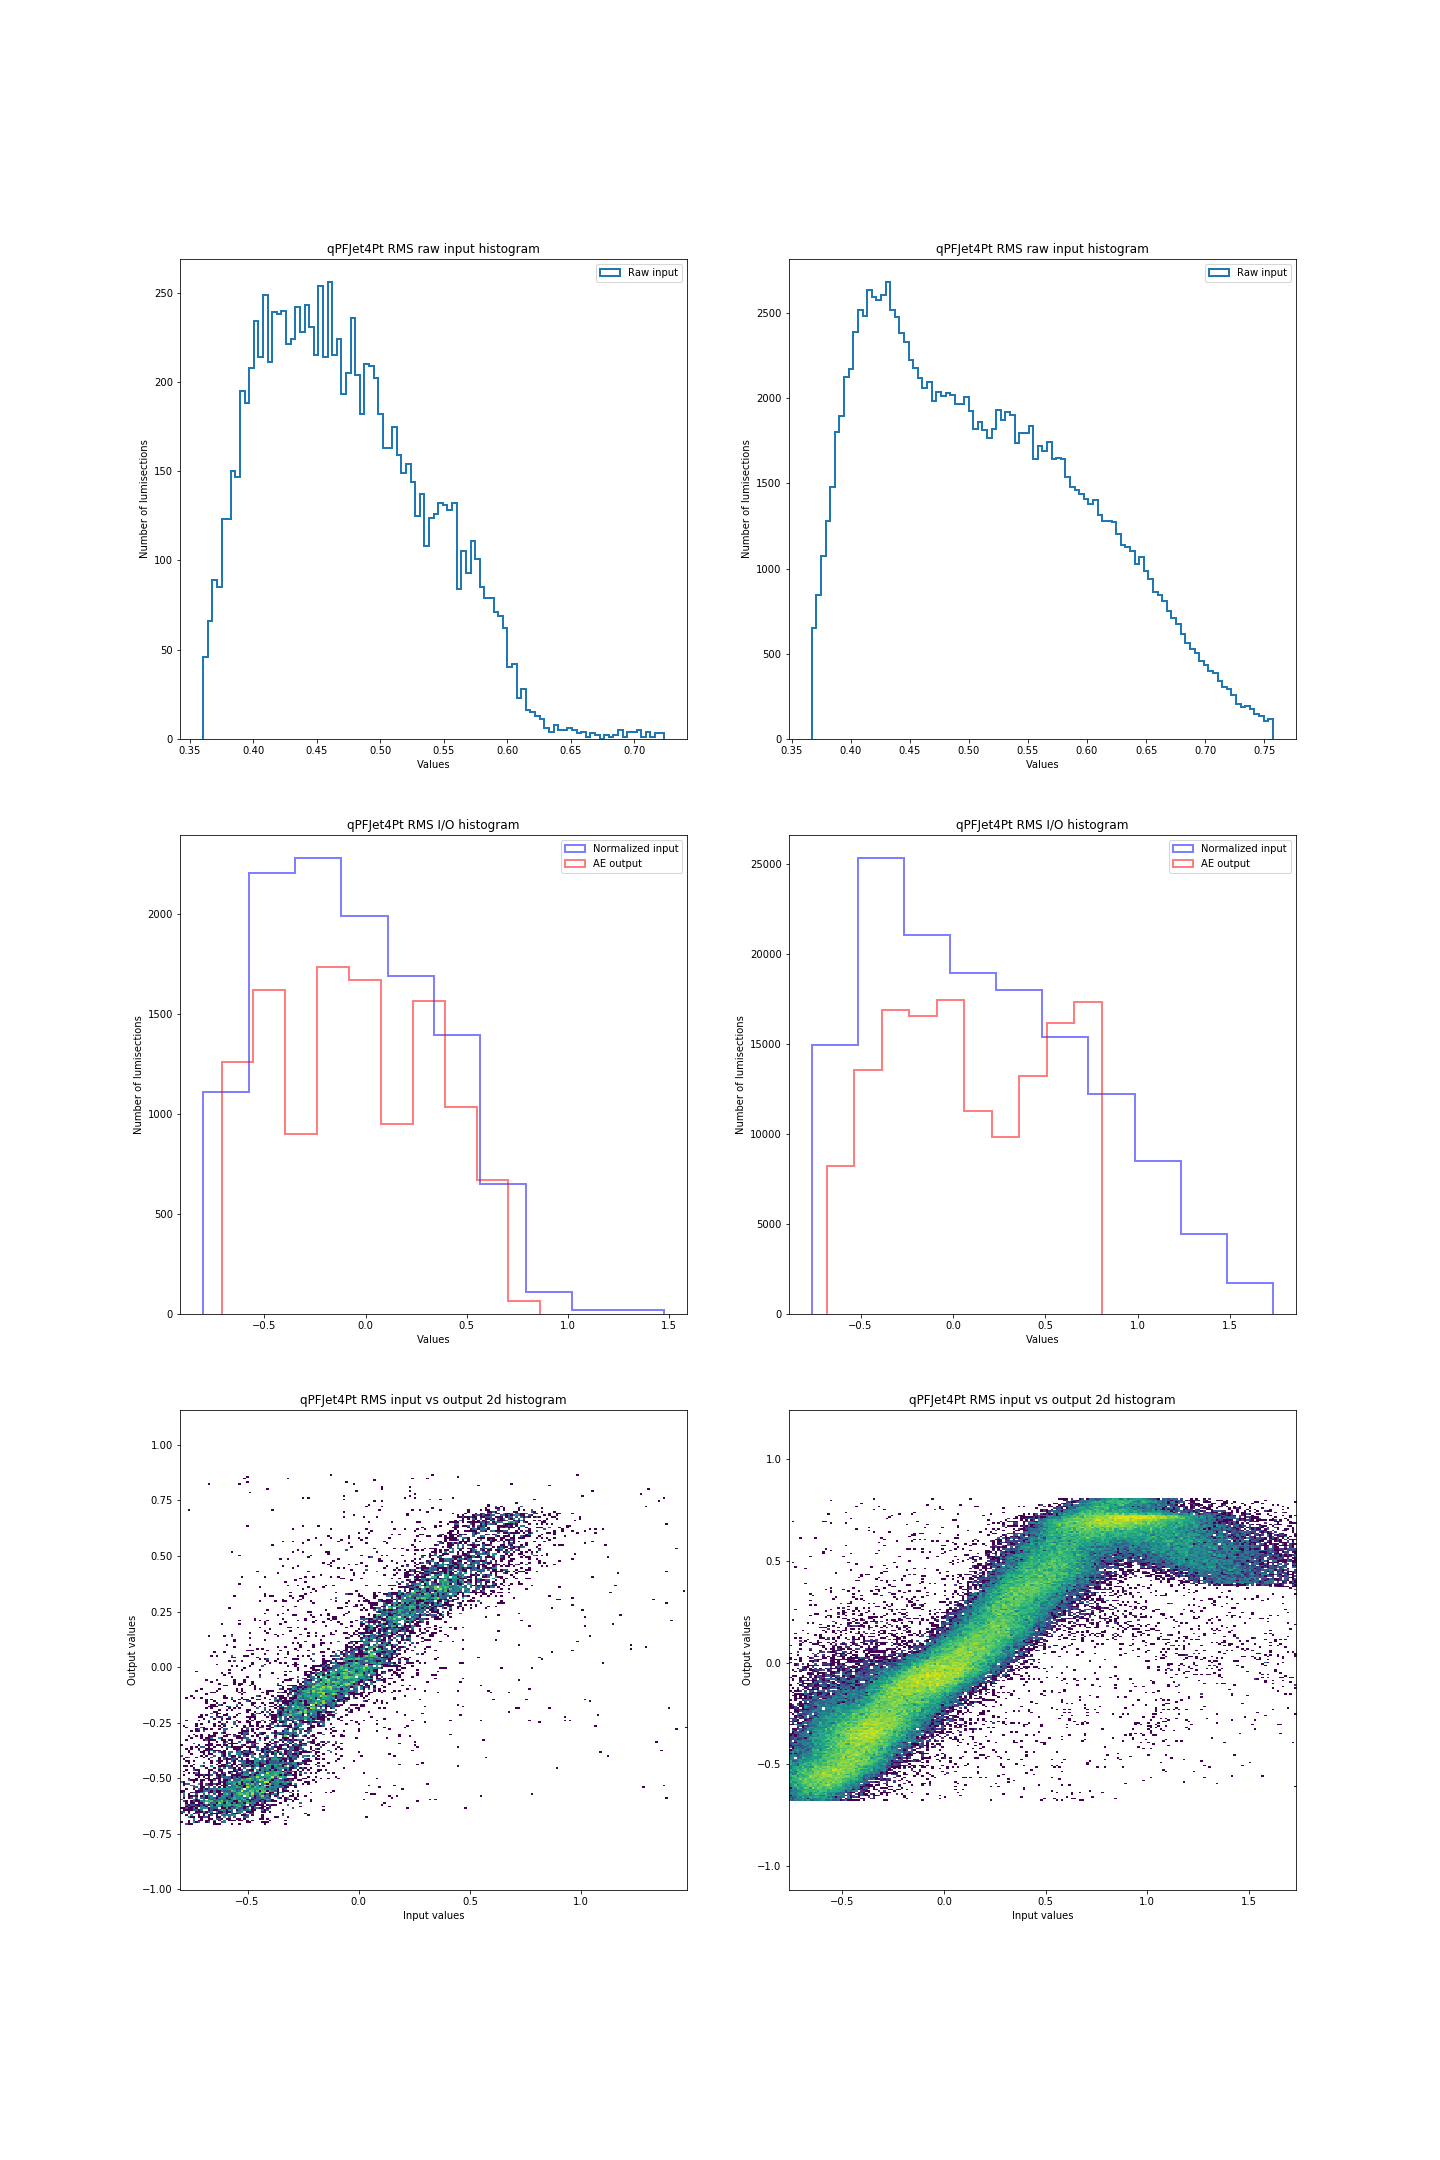 qPFJet4Pt RMS raw input histogram
Raw input
Number of lumisections
250
200
150
100
50
0
0.35 0.40 0.45 0.50 0.55 0.60 0.65 0.70
Values
qPFJet4Pt RMS raw input histogram
Raw input
Number of lumisections
2500
2000
1500
1000
500
0
0.35 0.40 0.45 0.50 0.55 0.60 0.65 0.70 0.75
Values
qPFJet4Pt RMS I/O histogram
Normalized input
AE output
Number of lumisections
2000
1500
1000
500
0
−0.5 0.0 0.5 1.0 1.5
Values
qPFJet4Pt RMS I/O histogram
Normalized input
AE output
Number of lumisections
25000
20000
15000
10000
5000
0
−0.5 0.0 0.5 1.0 1.5
Values
qPFJet4Pt RMS input vs output 2d histogram
Output values
1.00
0.75
0.50
0.25
0.00
−0.25
−0.50
−0.75
−1.00
−0.5 0.0 0.5 1.0
Input values
qPFJet4Pt RMS input vs output 2d histogram
Output values
1.0
0.5
0.0
−0.5
−1.0
−0.5 0.0 0.5 1.0 1.5
Input values